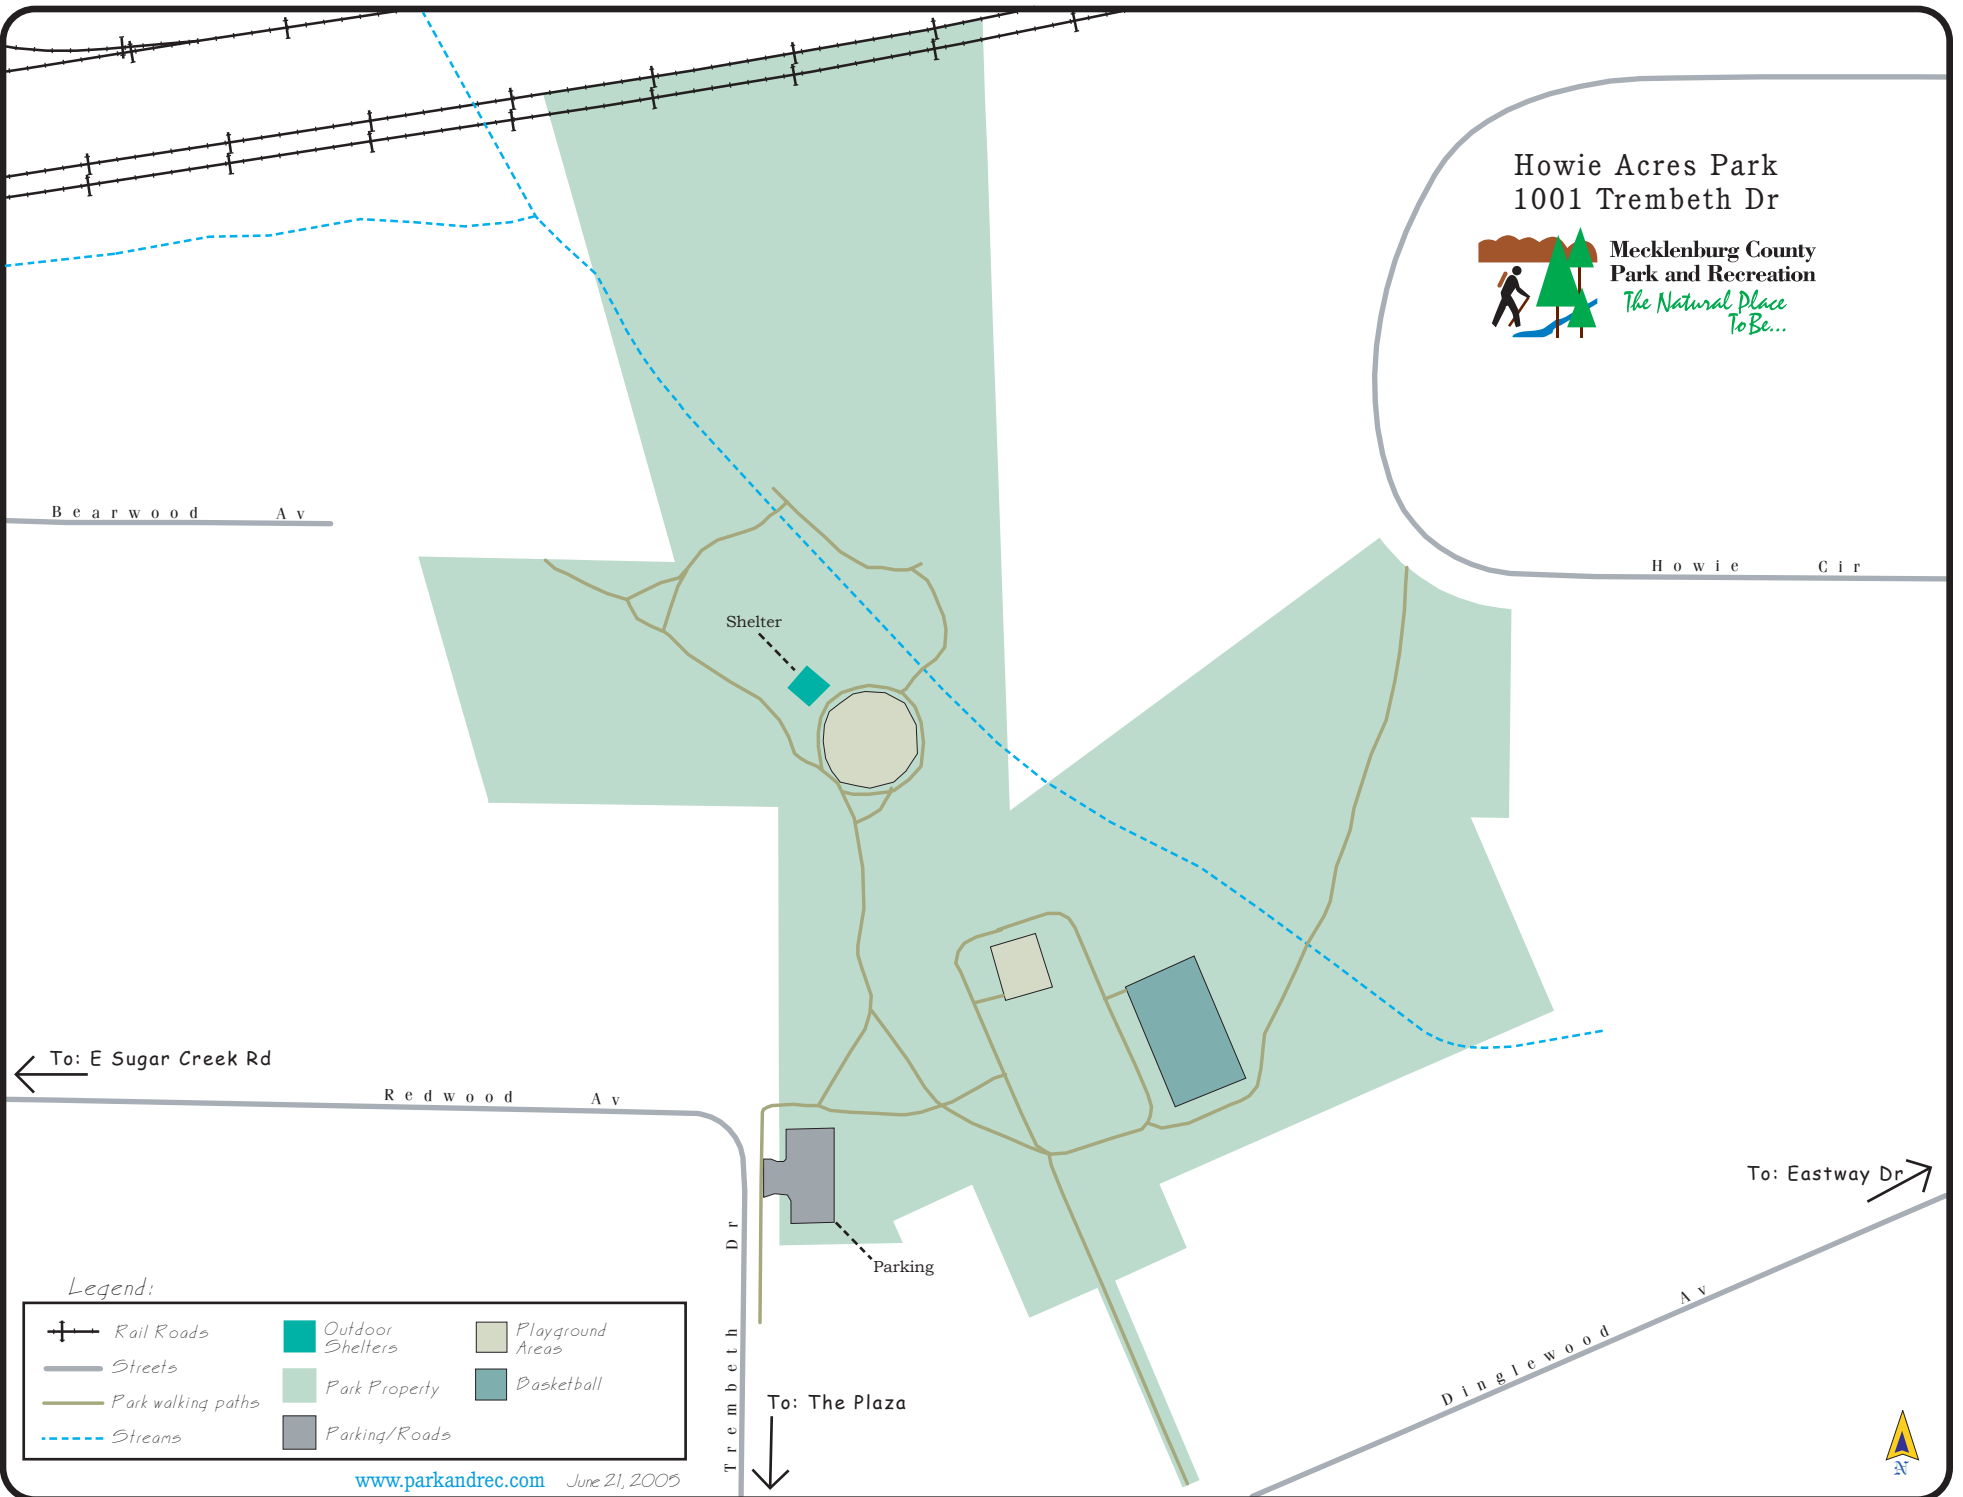 Howie Acres Park
1001 Trembeth Dr
Mecklenburg County
Park and Recreation
The Natural Place
To Be...
Bearwood Av
Howie Cir
Shelter
To: E Sugar Creek Rd
Redwood Av
To: Eastway Dr
Trembeth Dr
Parking
Dinglewood Av
To: The Plaza
Legend:
Rail Roads
Streets
Park walking paths
Streams
Outdoor
Shelters
Park Property
Parking/Roads
Playground
Areas
Basketball
www.parkandrec.com June 21, 2005
N